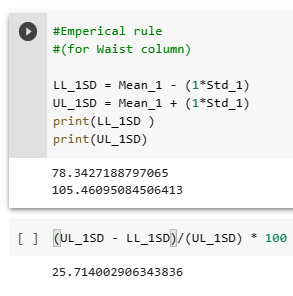 #Emperical rule
#(for Waist column)
LL_1SD = Mean_1 - (1*Std_1)
UL_1SD = Mean_1 + (1*Std_1)
print(LL_1SD )
print(UL_1SD)
78.3427188797065
105.46095084506413
[ ] (UL_1SD - LL_1SD)/(UL_1SD) * 100
25.714002906343836